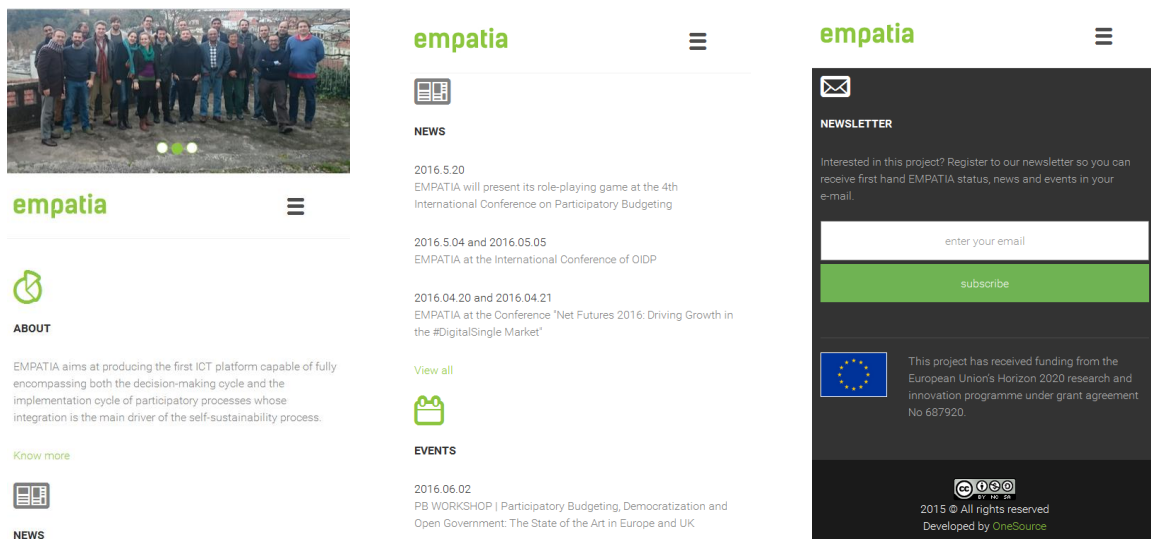 empatia
ABOUT
EMPATIA aims at producing the first ICT platform capable of fully
encompassing both the decision-making cycle and the
implementation cycle of participatory processes whose
integration is the main driver of the self-sustainability process.
Know more
NEWS
empatia
NEWS
2016.5.20
EMPATIA will present its role-playing game at the 4th
International Conference on Participatory Budgeting
2016.5.04 and 2016.05.05
EMPATIA at the International Conference of OIDP
2016.04.20 and 2016.04.21
EMPATIA at the Conference "Net Futures 2016: Driving Growth in
the #DigitalSingle Market"
View all
EVENTS
2016.06.02
PB WORKSHOP | Participatory Budgeting, Democratization and
Open Government: The State of the Art in Europe and UK
empatia
NEWSLETTER
Interested in this project? Register to our newsletter so you can
receive first hand EMPATIA status, news and events in your
e-mail.
enter your email
subscribe
This project has received funding from the
European Union's Horizon 2020 research and
innovation programme under grant agreement
No 687920.
cc
BY NC SA
2015 © All rights reserved
Developed by OneSource